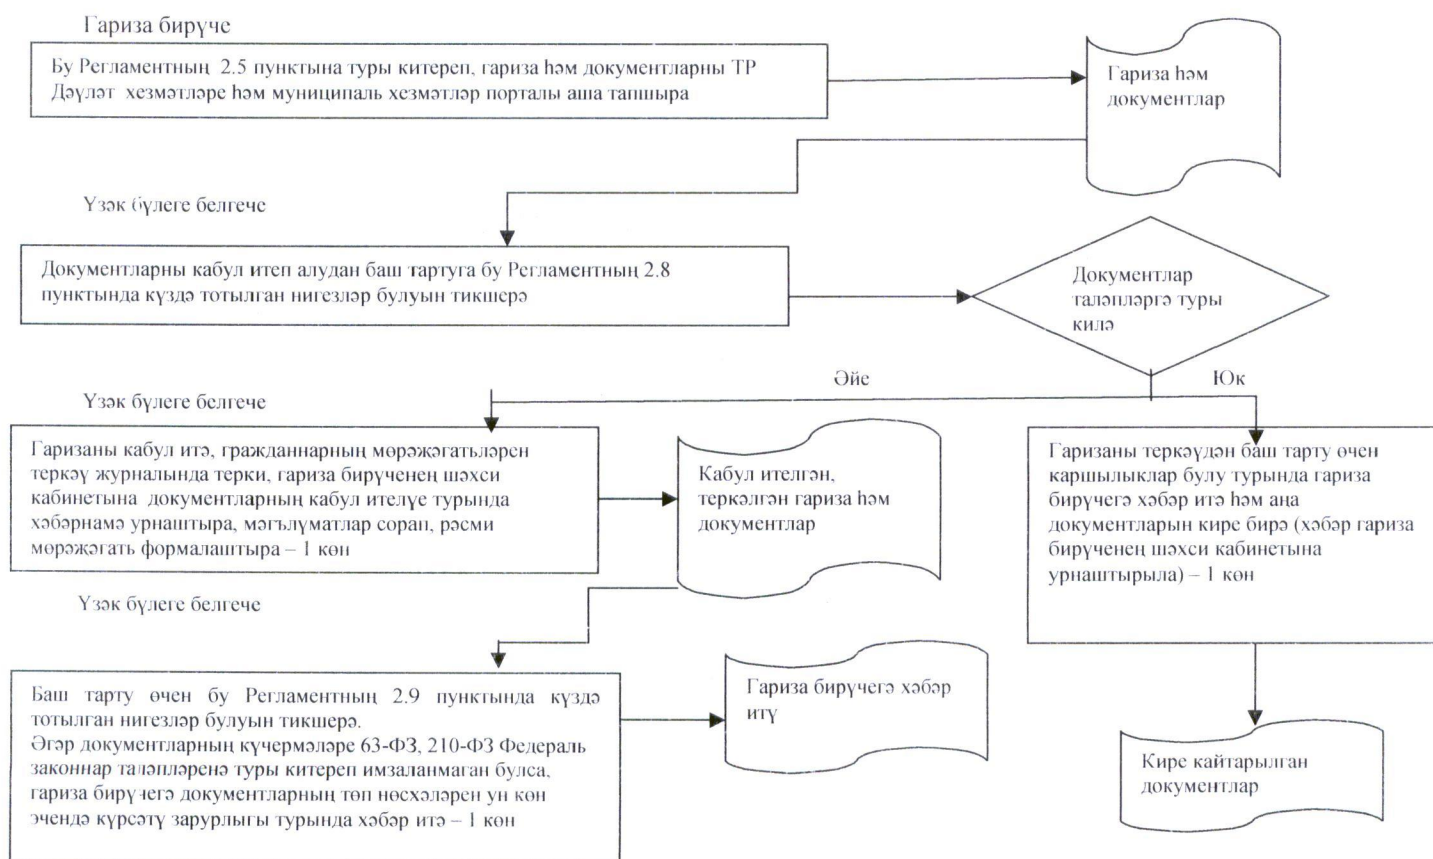 Гариза бирүче
Бу Регламентның 2.5 пунктына туры китереп, гариза һәм документларны ТР
Дәүләт хезмәтләре һәм муниципаль хезмәтләр порталы аша тапшыра
Гариза һәм
документлар
Үзәк бүлеге белгече
Документларны кабул итеп алудан баш тартуга бу Регламентның 2.8
пунктында күздә тотылган нигезләр булуын тикшерә
Документлар
таләпләргә туры
килә
Әйе
Юк
Үзәк бүлеге белгече
Гаризаны кабул итә, гражданнарның мөрәҗәгатьләрен
теркәү журналында терки, гариза бирүченең шәхси
кабинетына документларның кабул ителүе турында
хәбәрнамә урнаштыра, мәгълүматлар сорап, рәсми
мөрәҗәгать формалаштыра – 1 көн
Кабул ителгән,
теркәлгән гариза һәм
документлар
Гаризаны теркәүдән баш тарту өчен
каршылыклар булу турында гариза
бирүчегә хәбәр итә һәм аңа
документларын кире бирә (хәбәр гариза
бирүченең шәхси кабинетына
урнаштырыла) – 1 көн
Үзәк бүлеге белгече
Баш тарту өчен бу Регламентның 2.9 пунктында күздә
тотылган нигезләр булуын тикшерә.
Әгәр документларның күчермәләре 63-ФЗ, 210-ФЗ Федераль
законнар таләпләренә туры китереп имзаланмаган булса,
гариза бирүчегә документларның төп нөсхәләрен ун көн
эчендә күрсәтү зарурлыгы турында хәбәр итә – 1 көн
Гариза бирүчегә хәбәр
итү
Кире кайтарылган
документлар